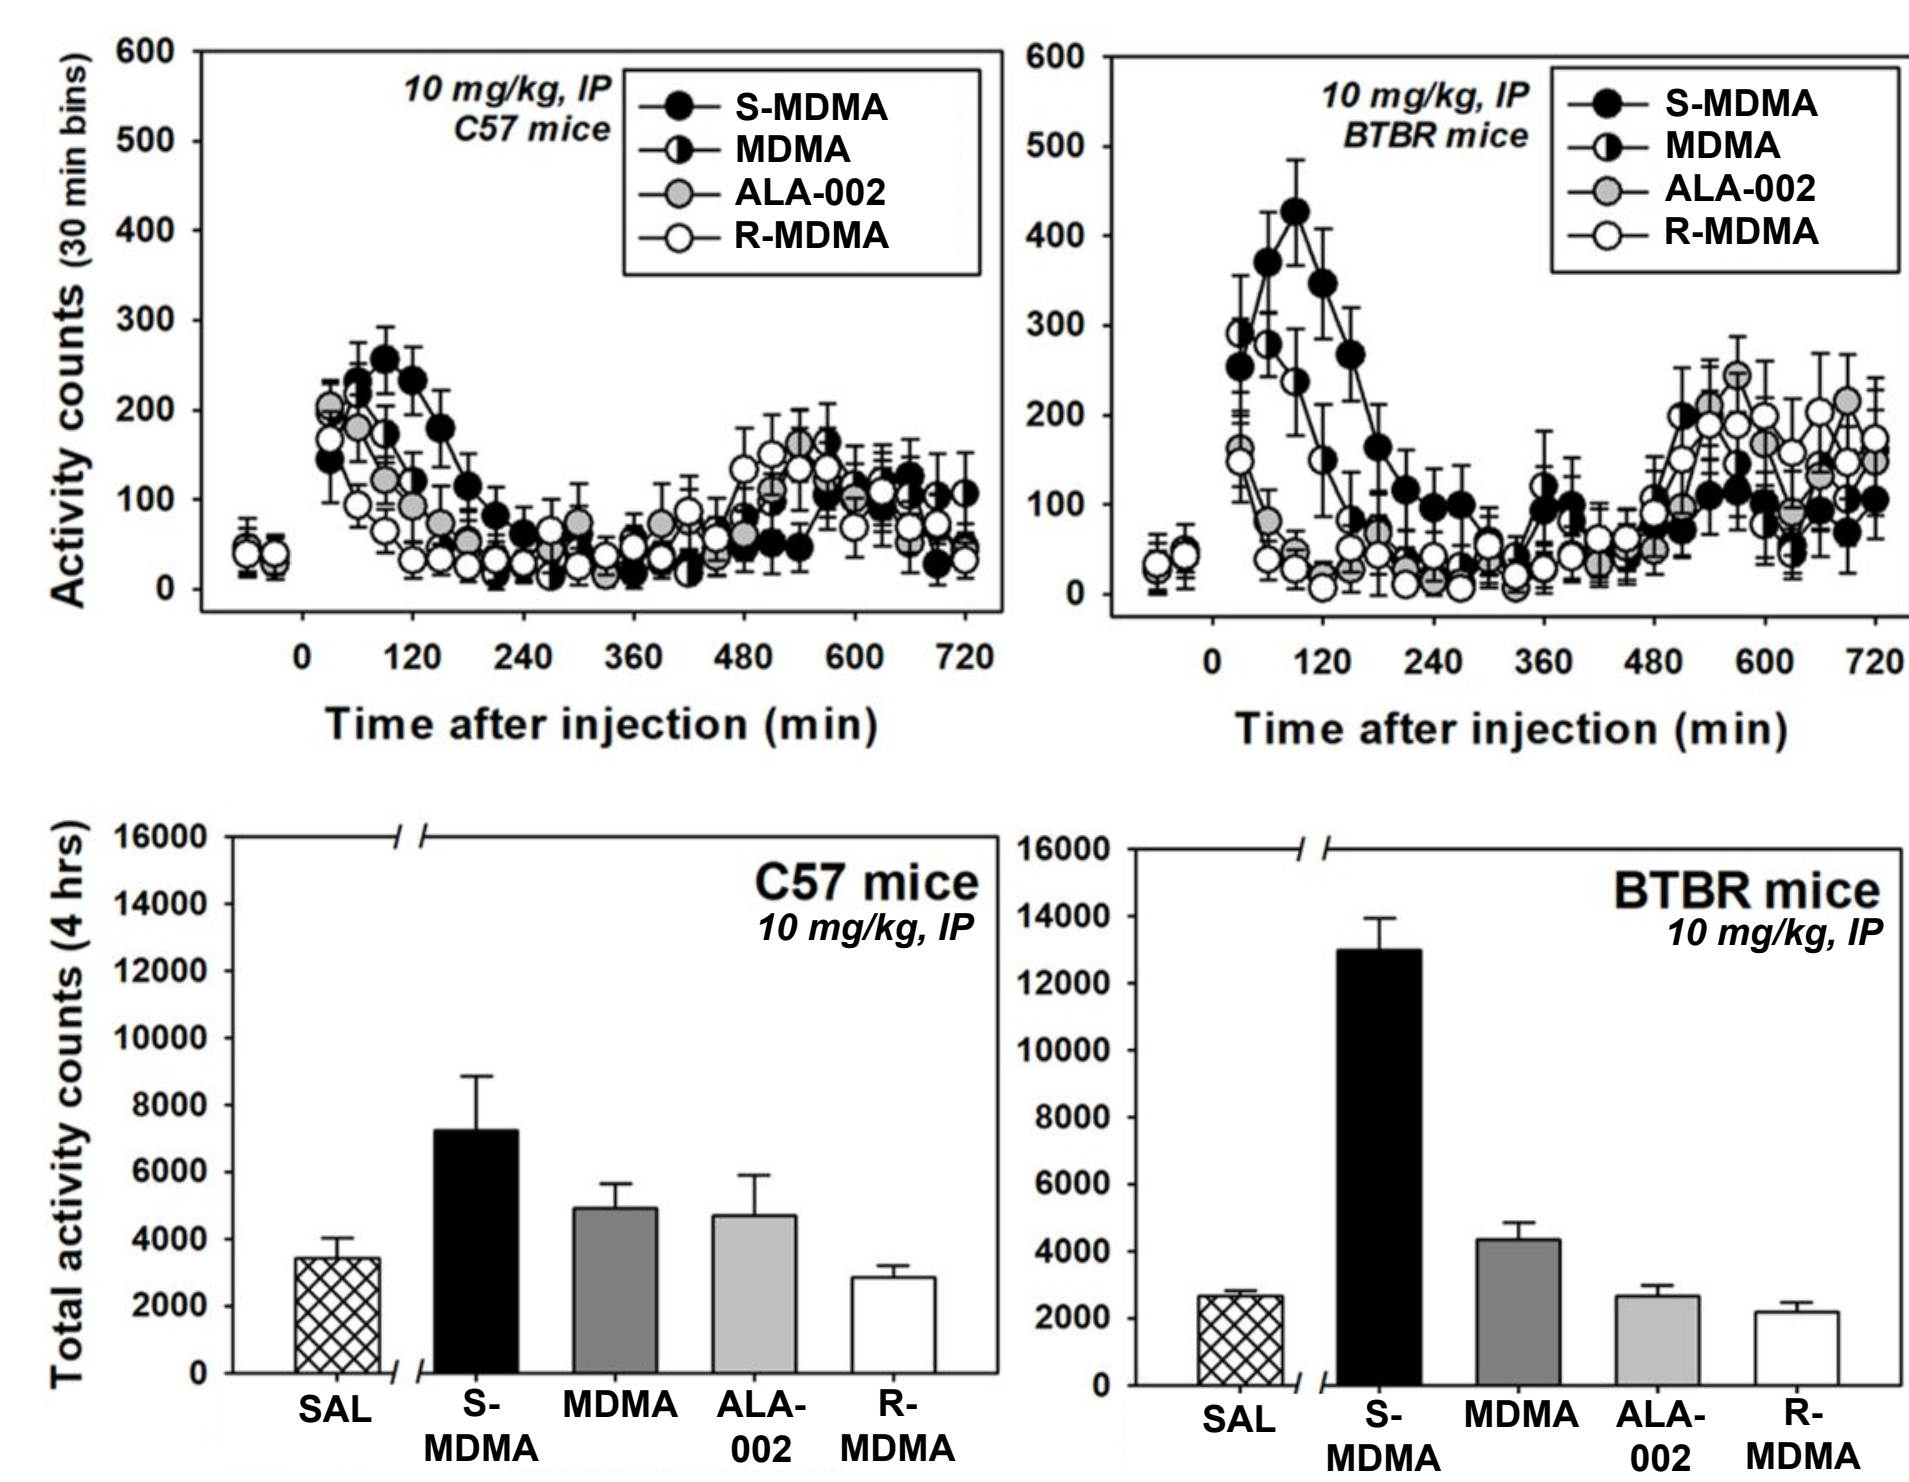 600
500
400
300
200
100
0
Activity counts (30 min bins)
10 mg/kg, IP
C57 mice
S-MDMA
MDMA
ALA-002
R-MDMA
0 120 240 360 480 600 720
Time after injection (min)
600
500
400
300
200
100
0
10 mg/kg, IP
BTBR mice
S-MDMA
MDMA
ALA-002
R-MDMA
0 120 240 360 480 600 720
Time after injection (min)
16000
14000
12000
10000
8000
6000
4000
2000
0
Total activity counts (4 hrs)
C57 mice
10 mg/kg, IP
SAL S- MDMA ALA- R-
MDMA 002 MDMA
16000
14000
12000
10000
8000
6000
4000
2000
0
BTBR mice
10 mg/kg, IP
SAL S- MDMA ALA- R-
MDMA 002 MDMA